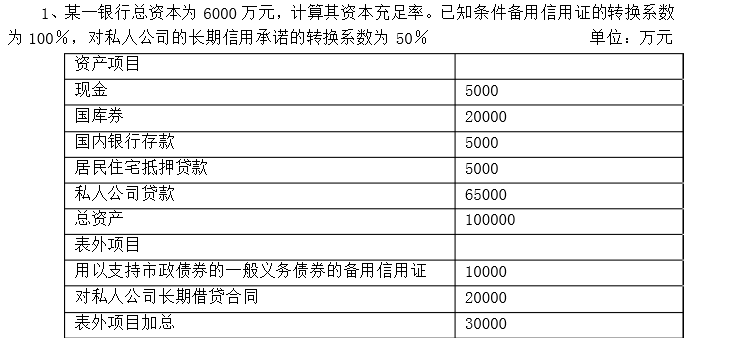 1、某一银行总资本为 6000 万元，计算其资本充足率。已知条件备用信用证的转换系数
为 100%，对私人公司的长期信用承诺的转换系数为 50% 单位：万元
资产项目
现金 5000
国库券 20000
国内银行存款 5000
居民住宅抵押贷款 5000
私人公司贷款 65000
总资产 100000
表外项目
用以支持市政债券的一般义务债券的备用信用证 10000
对私人公司长期借贷合同 20000
表外项目加总 30000